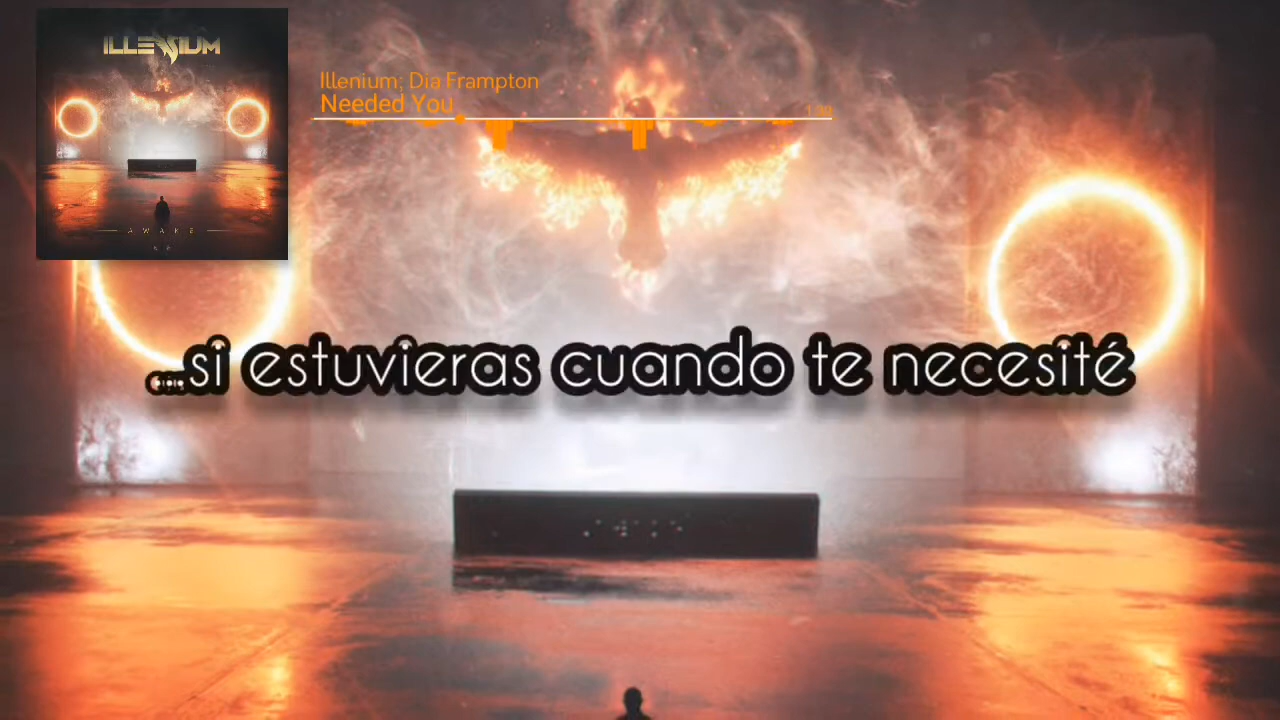 ILLENIUM
AWAKE
Illenium; Dia Frampton
Needed You
...si estuvieras cuando te necesité